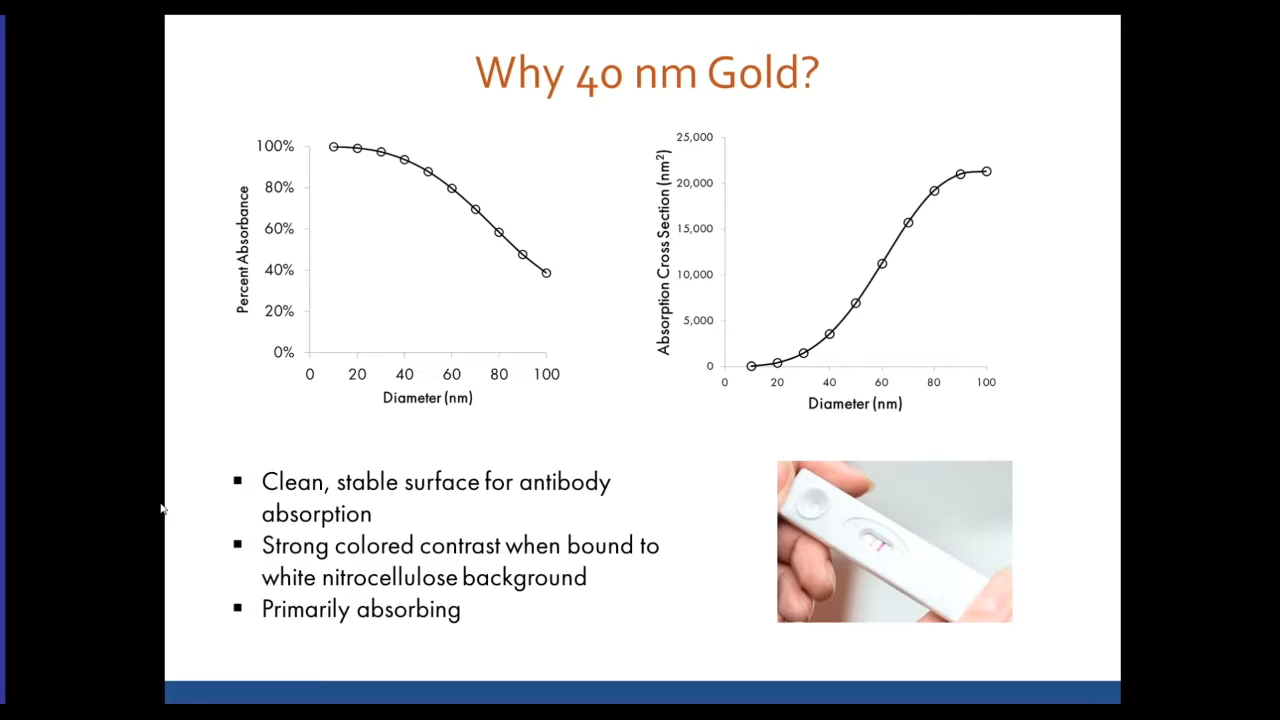 Why 40 nm Gold?
100%
80%
60%
40%
20%
0%
Percent Absorbance
0 20 40 60 80 100
Diameter (nm)
25,000
20,000
15,000
10,000
5,000
0
Absorption Cross Section (nm²)
0 20 40 60 80 100
Diameter (nm)
▪ Clean, stable surface for antibody
absorption
▪ Strong colored contrast when bound to
white nitrocellulose background
▪ Primarily absorbing